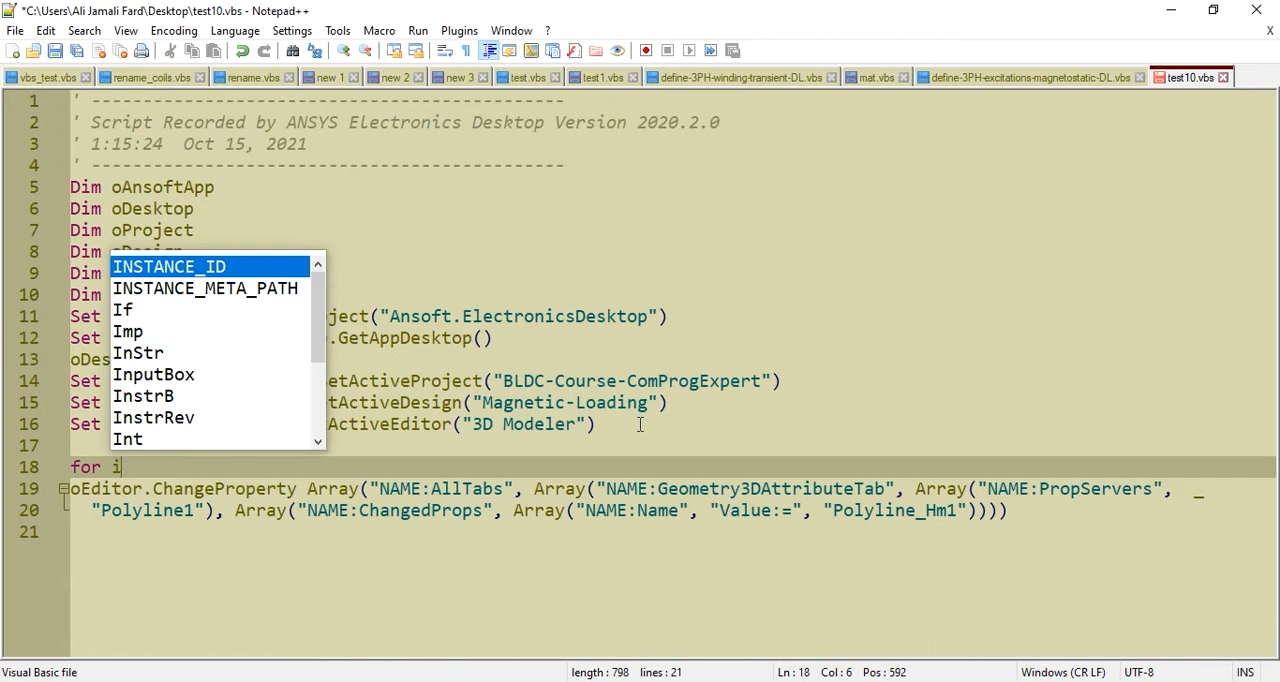 *C:\Users\Ali Jamali Fard\Desktop\test10.vbs - Notepad++
File Edit Search View Encoding Language Settings Tools Macro Run Plugins Window ? X
vbs_test.vbs rename_coils.vbs rename.vbs new 1 new 2 new 3 test.vbs test1.vbs define-3PH-winding-transient-DL.vbs mat.vbs define-3PH-excitations-magnetostatic-DL.vbs test10.vbs
1 ' ----------------------------------------------
2 ' Script Recorded by ANSYS Electronics Desktop Version 2020.2.0
3 ' 1:15:24 Oct 15, 2021
4 ' ----------------------------------------------
5 Dim oAnsoftApp
6 Dim oDesktop
7 Dim oProject
8 Dim oDesign
9 Dim
10 Dim
11 Set ject("Ansoft.ElectronicsDesktop")
12 Set .GetAppDesktop()
13 oDes
14 Set etActiveProject("BLDC-Course-ComProgExpert")
15 Set tActiveDesign("Magnetic-Loading")
16 Set ActiveEditor("3D Modeler")
17
18 for i
19 oEditor.ChangeProperty Array("NAME:AllTabs", Array("NAME:Geometry3DAttributeTab", Array("NAME:PropServers", _
20 "Polyline1"), Array("NAME:ChangedProps", Array("NAME:Name", "Value:=", "Polyline_Hm1"))))
21
INSTANCE_ID
INSTANCE_META_PATH
If
Imp
InStr
InputBox
InstrB
InstrRev
Int
Visual Basic file length : 798 lines : 21 Ln : 18 Col : 6 Pos : 592 Windows (CR LF) UTF-8 INS